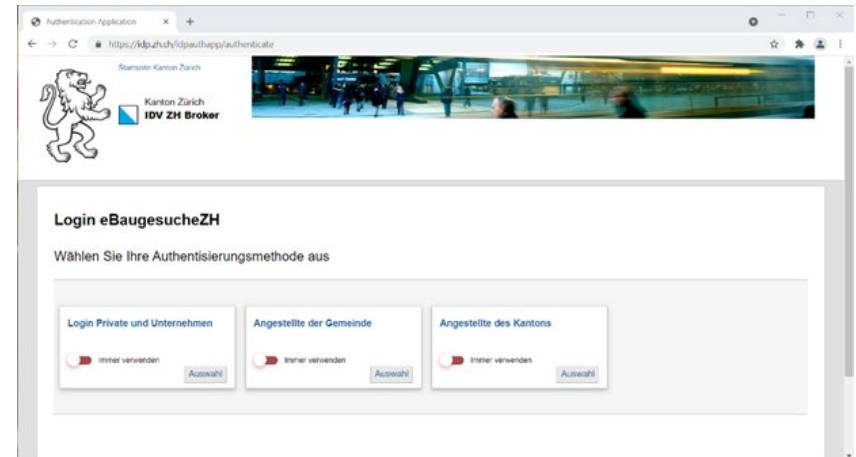 Authentication Application
https://idp.zh.ch/idpauthapp/authenticate
Startseite Kanton Zürich
Kanton Zürich
IDV ZH Broker
Login eBaugesucheZH
Wählen Sie Ihre Authentisierungsmethode aus
Login Private und Unternehmen
Immer verwenden
Auswahl
Angestellte der Gemeinde
Immer verwenden
Auswahl
Angestellte des Kantons
Immer verwenden
Auswahl